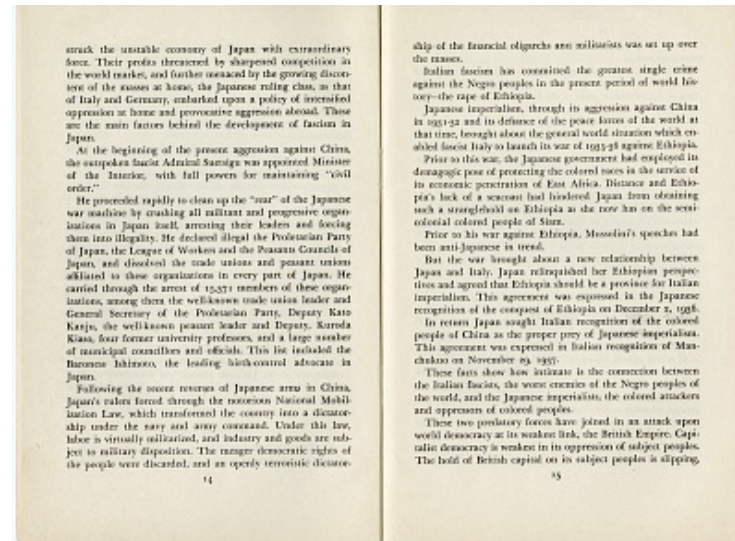 struck the unstable economy of Japan with extraordinary
force. Their profits threatened by sharpened competition in
the world market, and further menaced by the growing discon-
tent of the masses at home, the Japanese ruling class, as that
of Italy and Germany, embarked upon a policy of intensified
oppression at home and provocative aggression abroad. These
are the main factors behind the development of fascism in
Japan.
At the beginning of the present aggression against China,
the outspoken fascist Admiral Suetsugu was appointed Minister
of the Interior, with full powers for maintaining "civil
order."
He proceeded rapidly to clean up the "rear" of the Japanese
war machine by crushing all militant and progressive organ-
izations in Japan itself, arresting their leaders and forcing
them into illegality. He declared illegal the Proletarian Party
of Japan, the League of Workers and the Peasants Councils of
Japan, and dissolved the trade unions and peasant unions
affiliated to these organizations in every part of Japan. He
carried through the arrest of 15,371 members of these organ-
izations, among them the well-known trade union leader and
General Secretary of the Proletarian Party, Deputy Kato
Kanju, the well-known peasant leader and Deputy, Kuroda
Kiaso, four former university professors, and a large number
of municipal councillors and officials. This list included the
Baroness Ishimoto, the leading birth-control advocate in
Japan.
Following the recent reverses of Japanese arms in China,
Japan's rulers forced through the notorious National Mobil-
ization Law, which transformed the country into a dictator-
ship under the navy and army command. Under this law,
labor is virtually militarized, and industry and goods are sub-
ject to military disposition. The meager democratic rights of
the people were discarded, and an openly terroristic dictator-
14
ship of the financial oligarchs and militarists was set up over
the masses.
Italian fascism has committed the greatest single crime
against the Negro peoples in the present period of world his-
tory—the rape of Ethiopia.
Japanese imperialism, through its aggression against China
in 1931-32 and its defiance of the peace forces of the world at
that time, brought about the general world situation which en-
abled fascist Italy to launch its war of 1935-36 against Ethiopia.
Prior to this war, the Japanese government had employed its
demagogic pose of protecting the colored races in the service of
its economic penetration of East Africa. Distance and Ethio-
pia's lack of a seacoast had hindered Japan from obtaining
such a stranglehold on Ethiopia as she now has on the semi-
colonial colored people of Siam.
Prior to his war against Ethiopia, Mussolini's speeches had
been anti-Japanese in trend.
But the war brought about a new relationship between
Japan and Italy. Japan relinquished her Ethiopian perspec-
tives and agreed that Ethiopia should be a province for Italian
imperialism. This agreement was expressed in the Japanese
recognition of the conquest of Ethiopia on December 2, 1936.
In return Japan sought Italian recognition of the colored
people of China as the proper prey of Japanese imperialism.
This agreement was expressed in Italian recognition of Man-
chukuo on November 29, 1937.
These facts show how intimate is the connection between
the Italian fascists, the worst enemies of the Negro peoples of
the world, and the Japanese imperialists, the colored attackers
and oppressors of colored peoples.
These two predatory forces have joined in an attack upon
world democracy at its weakest link, the British Empire. Capi-
talist democracy is weakest in its oppression of subject peoples.
The hold of British capital on its subject peoples is slipping,
15